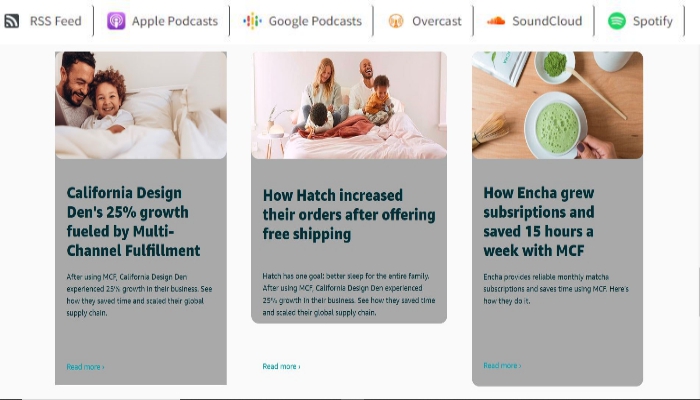 RSS Feed Apple Podcasts Google Podcasts Overcast SoundCloud Spotify
California Design
Den's 25% growth
fueled by Multi-
Channel Fulfillment
After using MCF, California Design Den
experienced 25% growth in their business. See
how they saved time and scaled their global
supply chain.
Read more ›
How Hatch increased
their orders after offering
free shipping
Hatch has one goal: better sleep for the entire family.
After using MCF, California Design Den experienced
25% growth in their business. See how they saved time
and scaled their global supply chain.
Read more ›
How Encha grew
subsriptions and
saved 15 hours a
week with MCF
Encha provides reliable monthly matcha
subscriptions and saves time using MCF. Here's
how they do it.
Read more ›